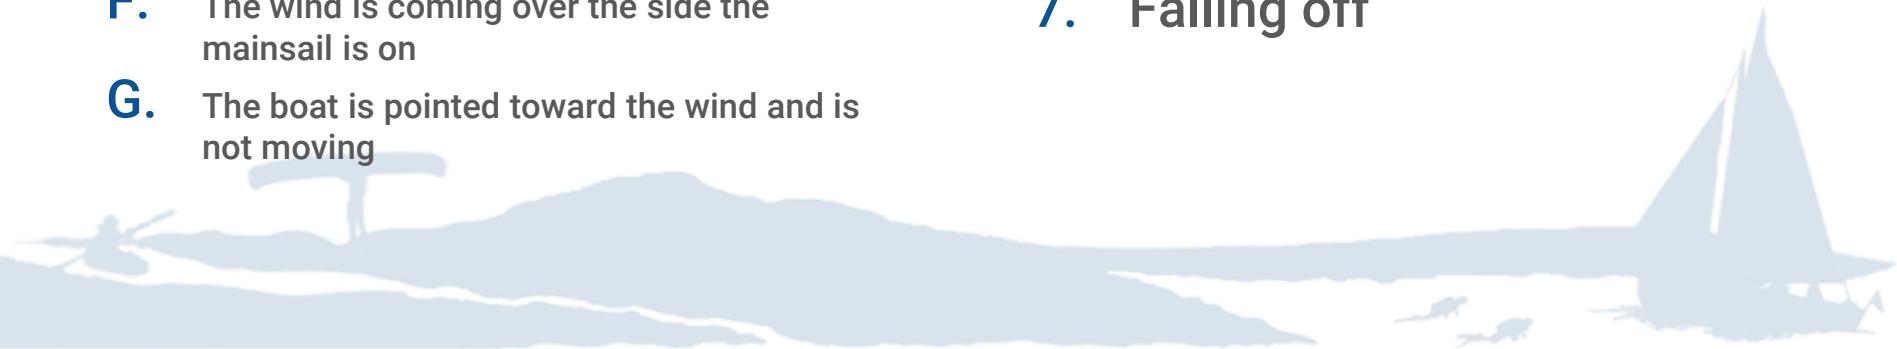 F. The wind is coming over the side the
mainsail is on
G. The boat is pointed toward the wind and is
not moving
7. Falling off